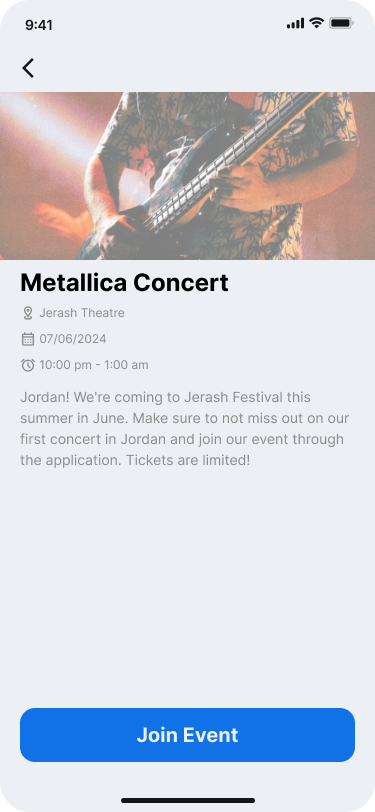 9:41
Metallica Concert
Jerash Theatre
07/06/2024
10:00 pm - 1:00 am
Jordan! We're coming to Jerash Festival this
summer in June. Make sure to not miss out on our
first concert in Jordan and join our event through
the application. Tickets are limited!
Join Event